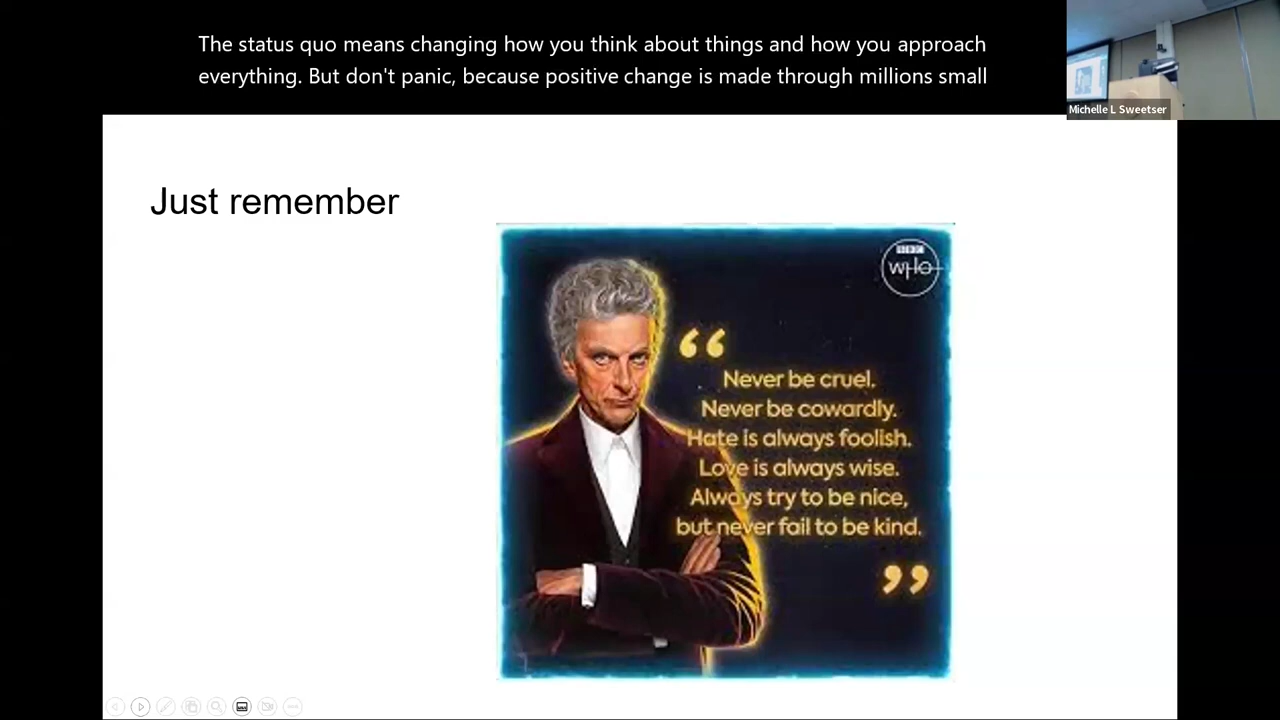 The status quo means changing how you think about things and how you approach
everything. But don't panic, because positive change is made through millions small
Michelle L Sweetser
Just remember
BBC
WHO
“
Never be cruel.
Never be cowardly.
Hate is always foolish.
Love is always wise.
Always try to be nice,
but never fail to be kind.
”